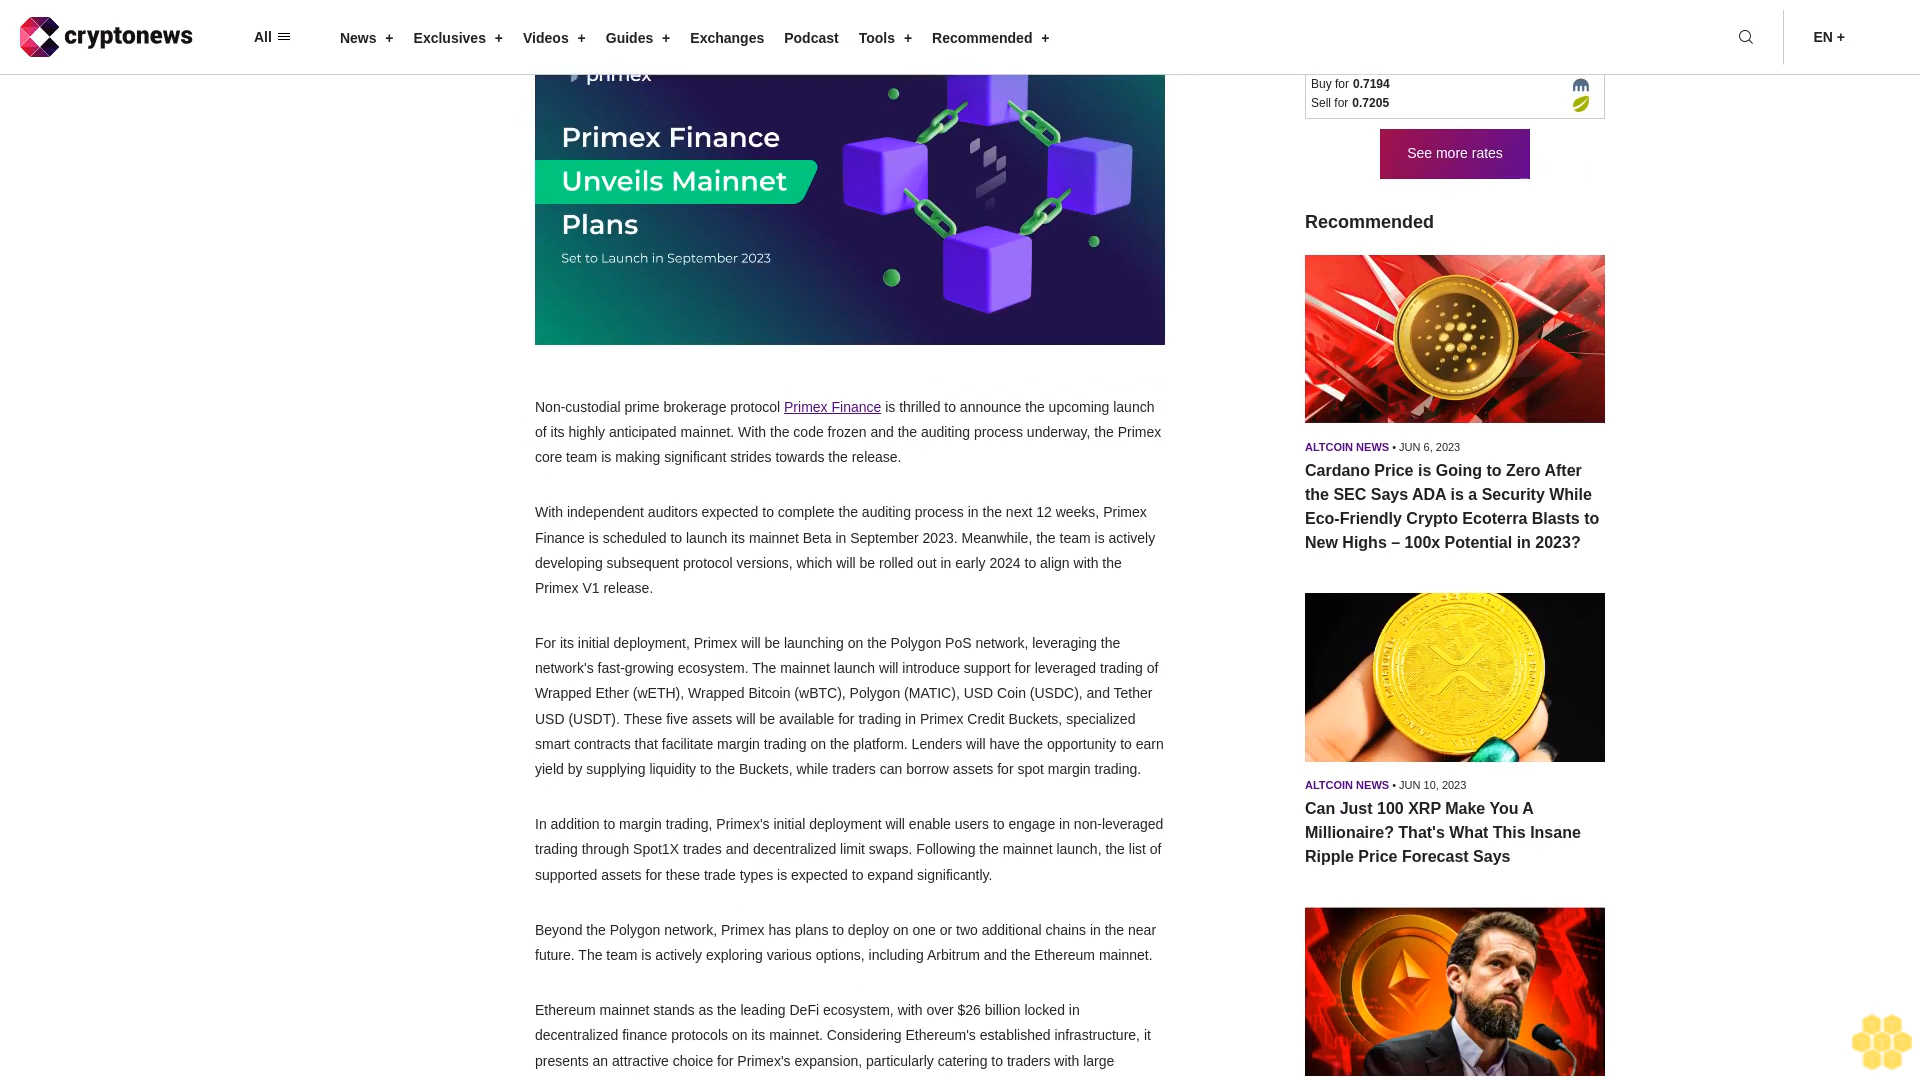 cryptonews
All
News +
Exclusives +
Videos +
Guides +
Exchanges
Podcast
Tools +
Recommended +
EN +
primex
Primex Finance
Unveils Mainnet
Plans
Set to Launch in September 2023
Non-custodial prime brokerage protocol Primex Finance is thrilled to announce the upcoming launch
of its highly anticipated mainnet. With the code frozen and the auditing process underway, the Primex
core team is making significant strides towards the release.
With independent auditors expected to complete the auditing process in the next 12 weeks, Primex
Finance is scheduled to launch its mainnet Beta in September 2023. Meanwhile, the team is actively
developing subsequent protocol versions, which will be rolled out in early 2024 to align with the
Primex V1 release.
For its initial deployment, Primex will be launching on the Polygon PoS network, leveraging the
network's fast-growing ecosystem. The mainnet launch will introduce support for leveraged trading of
Wrapped Ether (wETH), Wrapped Bitcoin (wBTC), Polygon (MATIC), USD Coin (USDC), and Tether
USD (USDT). These five assets will be available for trading in Primex Credit Buckets, specialized
smart contracts that facilitate margin trading on the platform. Lenders will have the opportunity to earn
yield by supplying liquidity to the Buckets, while traders can borrow assets for spot margin trading.
In addition to margin trading, Primex's initial deployment will enable users to engage in non-leveraged
trading through Spot1X trades and decentralized limit swaps. Following the mainnet launch, the list of
supported assets for these trade types is expected to expand significantly.
Beyond the Polygon network, Primex has plans to deploy on one or two additional chains in the near
future. The team is actively exploring various options, including Arbitrum and the Ethereum mainnet.
Ethereum mainnet stands as the leading DeFi ecosystem, with over $26 billion locked in
decentralized finance protocols on its mainnet. Considering Ethereum's established infrastructure, it
presents an attractive choice for Primex's expansion, particularly catering to traders with large
Buy for 0.7194
Sell for 0.7205
See more rates
Recommended
ALTCOIN NEWS • JUN 6, 2023
Cardano Price is Going to Zero After
the SEC Says ADA is a Security While
Eco-Friendly Crypto Ecoterra Blasts to
New Highs – 100x Potential in 2023?
ALTCOIN NEWS • JUN 10, 2023
Can Just 100 XRP Make You A
Millionaire? That's What This Insane
Ripple Price Forecast Says